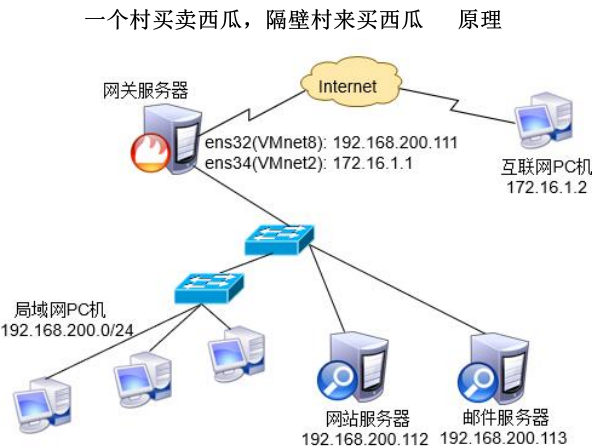 一个村买卖西瓜，隔壁村来买西瓜 原理
网关服务器
Internet
ens32(VMnet8): 192.168.200.111
ens34(VMnet2): 172.16.1.1
互联网PC机
172.16.1.2
局域网PC机
192.168.200.0/24
网站服务器
192.168.200.112
邮件服务器
192.168.200.113